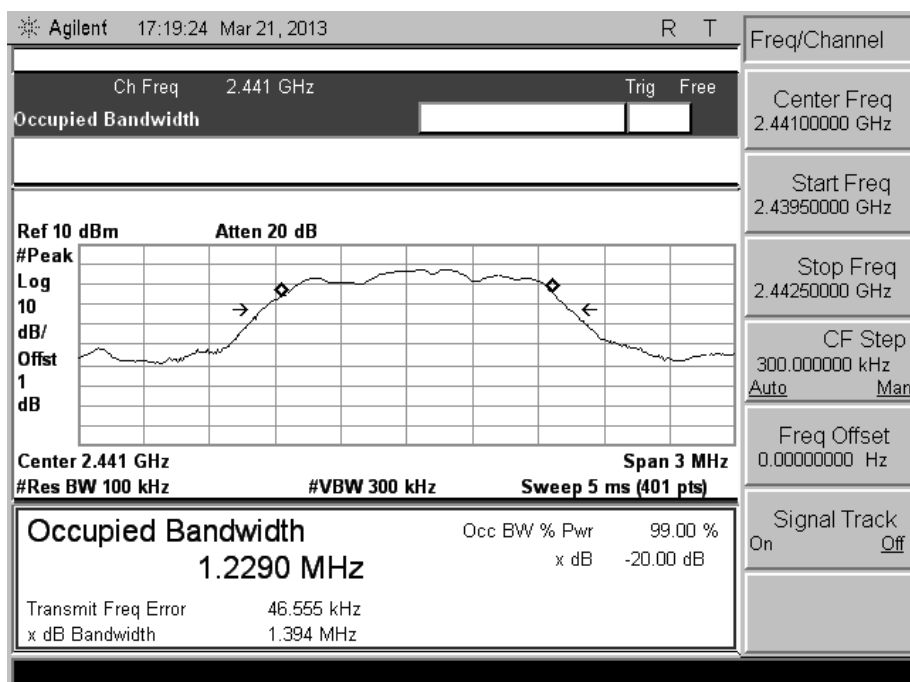 Agilent 17:19:24 Mar 21, 2013 R T
Freq/Channel
Ch Freq 2.441 GHz Trig Free
Occupied Bandwidth
Center Freq
2.44100000 GHz
Start Freq
2.43950000 GHz
Stop Freq
2.44250000 GHz
CF Step
300.000000 kHz
Auto Man
Freq Offset
0.00000000 Hz
Signal Track
On Off
Ref 10 dBm Atten 20 dB
#Peak
Log
10
dB/
Offst
1
dB
Center 2.441 GHz Span 3 MHz
#Res BW 100 kHz #VBW 300 kHz Sweep 5 ms (401 pts)
Occupied Bandwidth
1.2290 MHz
Occ BW % Pwr 99.00 %
x dB -20.00 dB
Transmit Freq Error 46.555 kHz
x dB Bandwidth 1.394 MHz